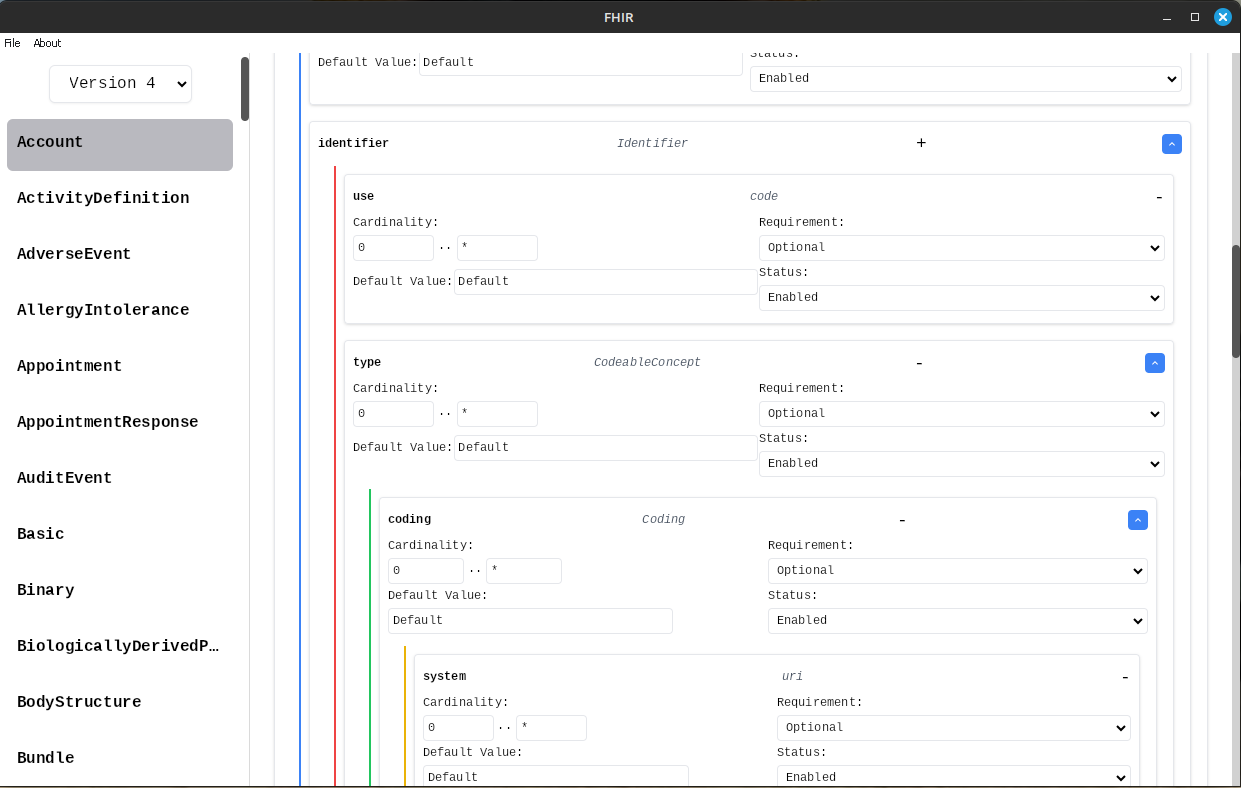 FHIR
File About
Version 4
Account
ActivityDefinition
AdverseEvent
AllergyIntolerance
Appointment
AppointmentResponse
AuditEvent
Basic
Binary
BiologicallyDerivedP…
BodyStructure
Bundle
Status:
Default Value: Default
Enabled
identifier Identifier +
use code -
Cardinality: Requirement:
0 .. * Optional
Status:
Default Value: Default
Enabled
type CodeableConcept -
Cardinality: Requirement:
0 .. * Optional
Status:
Default Value: Default
Enabled
coding Coding -
Cardinality: Requirement:
0 .. * Optional
Default Value: Status:
Default Enabled
system uri -
Cardinality: Requirement:
0 .. * Optional
Default Value: Status:
Default Enabled